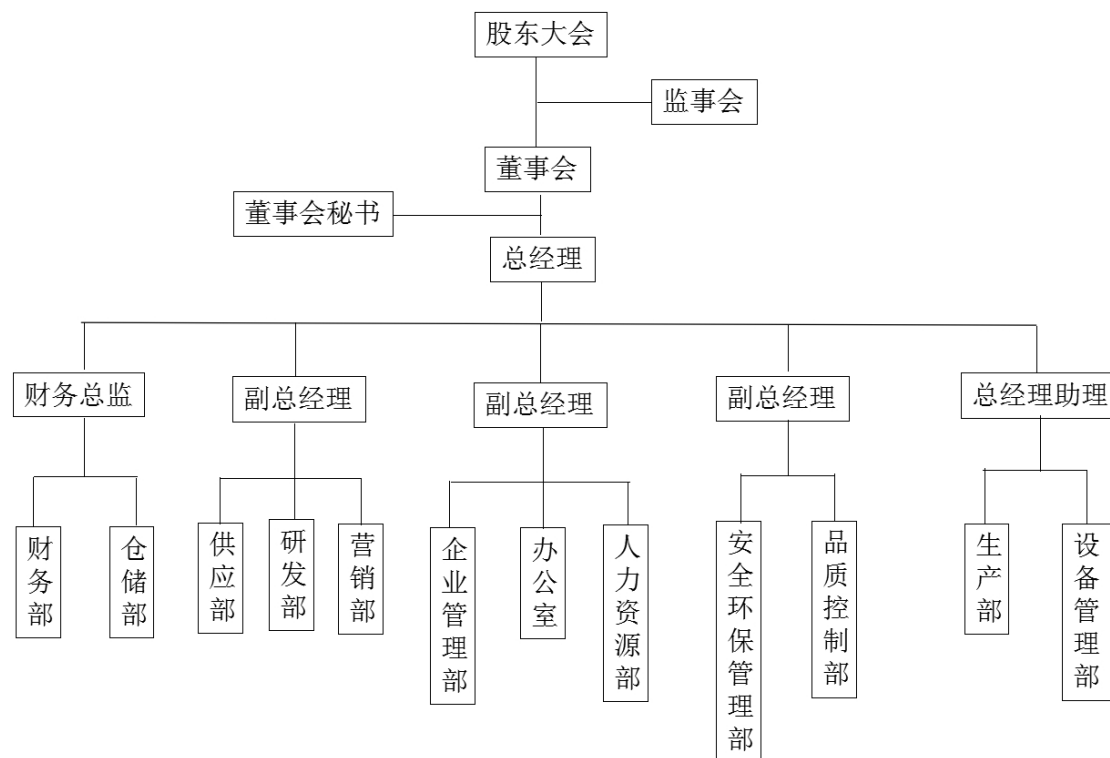 股东大会
监事会
董事会
董事会秘书
总经理
财务总监
副总经理
副总经理
副总经理
总经理助理
财务部
仓储部
供应部
研发部
营销部
企业管理部
办公室
人力资源部
安全环保管理部
品质控制部
生产部
设备管理部